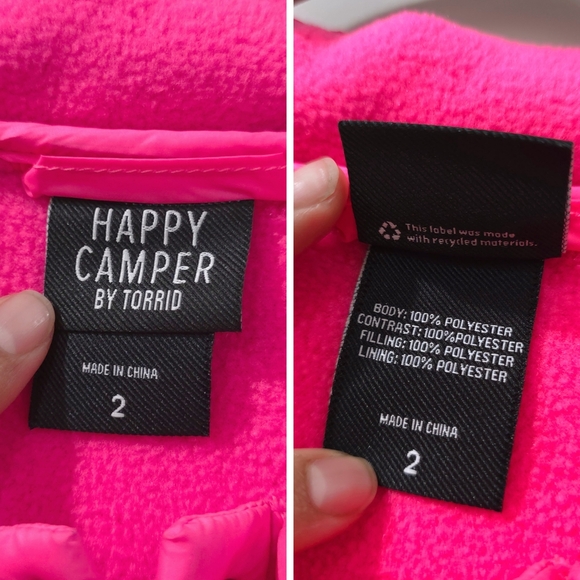 HAPPY
CAMPER
BY TORRID
MADE IN CHINA
2
This label was made
with recycled materials.
BODY: 100% POLYESTER
CONTRAST: 100%POLYESTER
FILLING: 100% POLYESTER
LINING: 100% POLYESTER
MADE IN CHINA
2